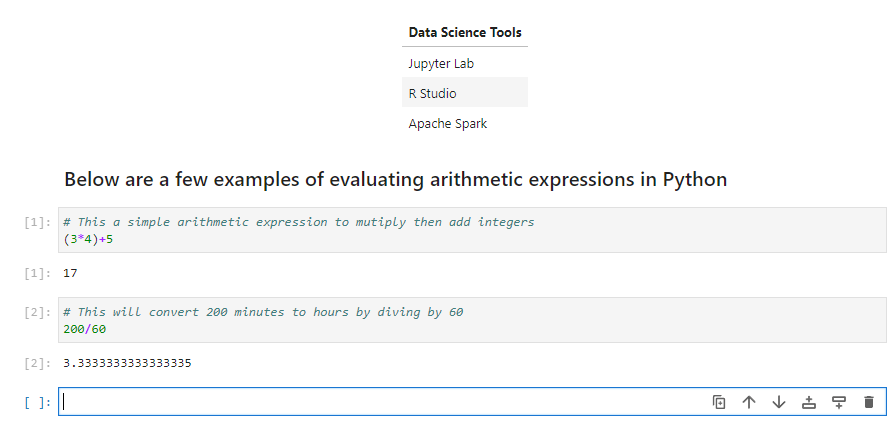 Data Science Tools
Jupyter Lab
R Studio
Apache Spark
Below are a few examples of evaluating arithmetic expressions in Python
[1]: # This a simple arithmetic expression to mutiply then add integers
(3*4)+5
[1]: 17
[2]: # This will convert 200 minutes to hours by diving by 60
200/60
[2]: 3.3333333333333335
[ ]: